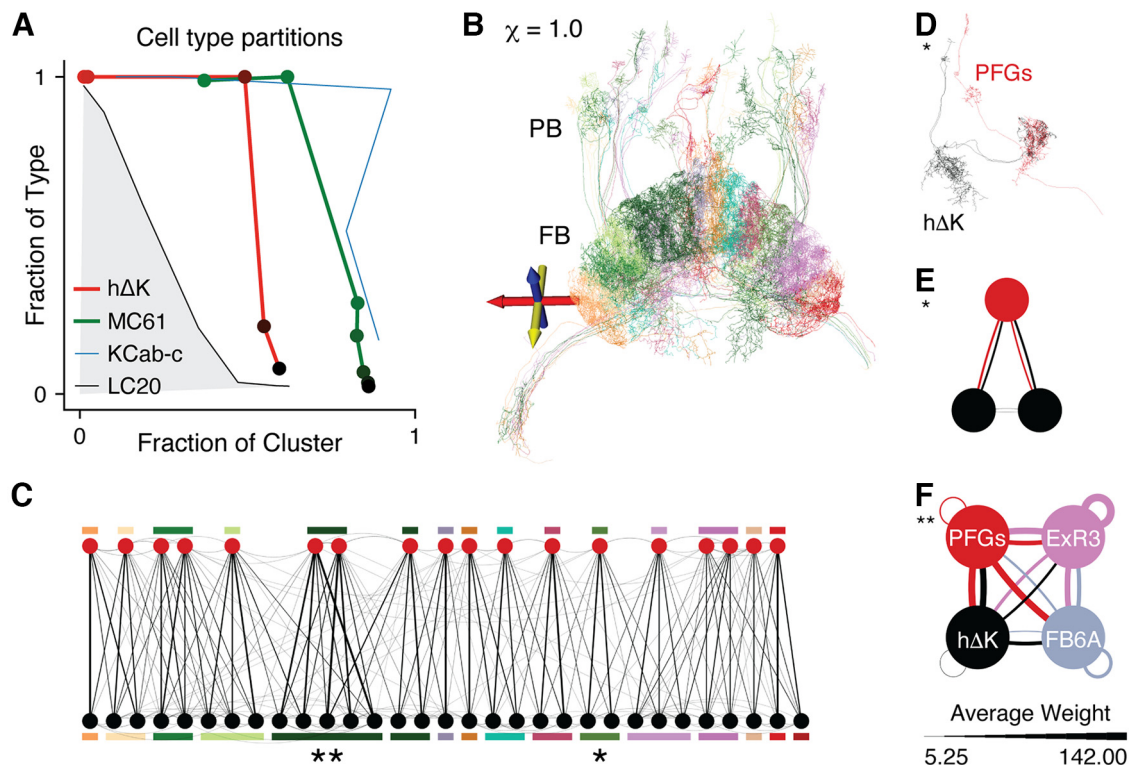 A
Cell type partitions
1
Fraction of Type
0
hΔK
MC61
KCab-c
LC20
0
Fraction of Cluster
1
B
χ = 1.0
PB
FB
C
**
*
D
*
PFGs
hΔK
E
*
F
**
PFGs
ExR3
hΔK
FB6A
Average Weight
5.25
142.00